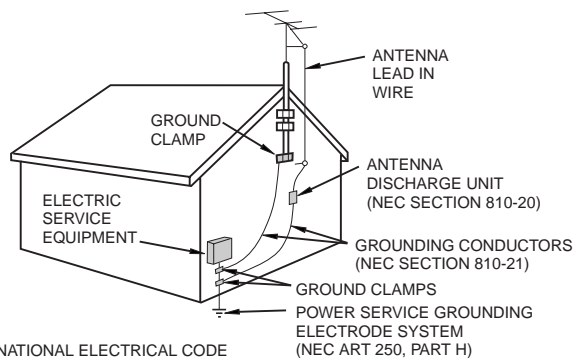 ANTENNA
LEAD IN
WIRE
GROUND
CLAMP
ANTENNA
DISCHARGE UNIT
(NEC SECTION 810-20)
ELECTRIC
SERVICE
EQUIPMENT
GROUNDING CONDUCTORS
(NEC SECTION 810-21)
GROUND CLAMPS
POWER SERVICE GROUNDING
ELECTRODE SYSTEM
(NEC ART 250, PART H)
NATIONAL ELECTRICAL CODE